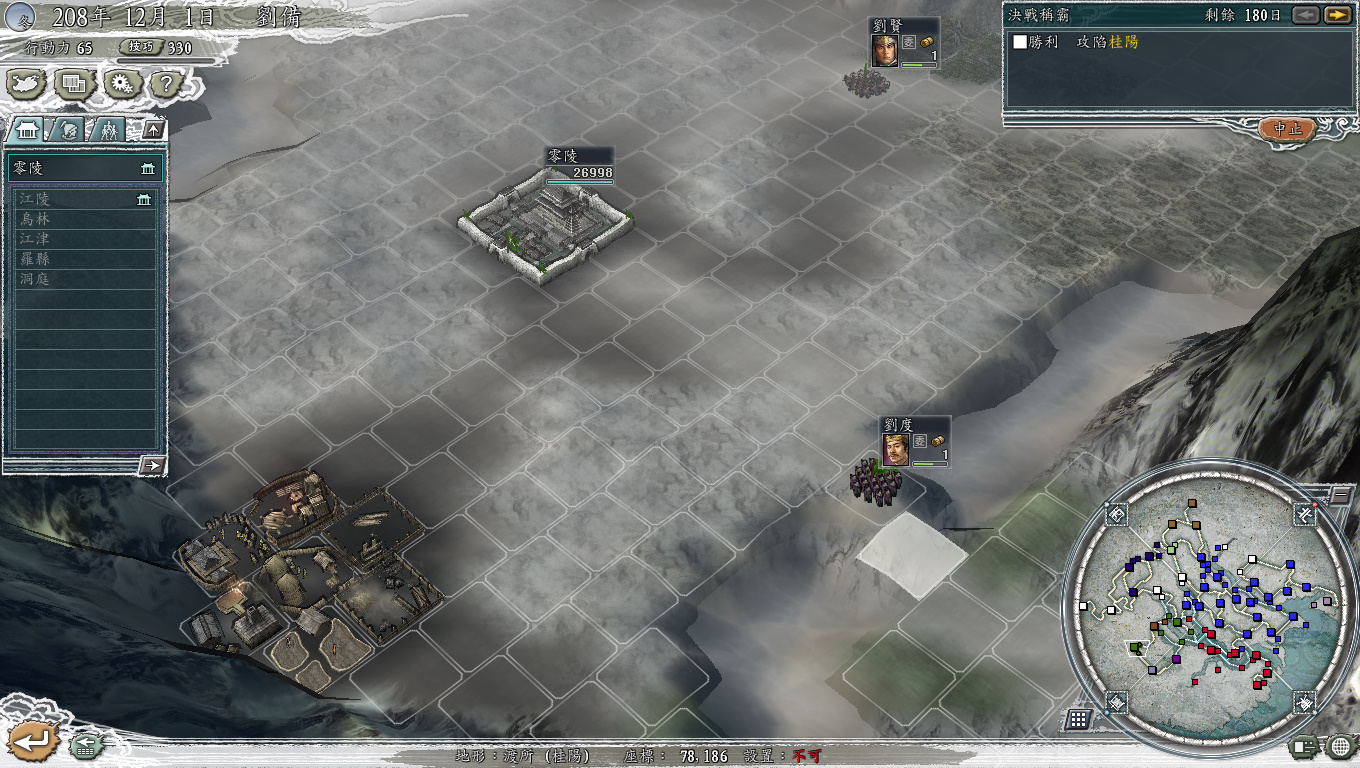 冬 208年 12月 1日 劉備
行動力 65 技巧 330
?
零陵
江陵
烏林
江津
羅縣
洞庭
零陵
26998
劉賢
委
1
劉度
委
1
決戰稱霸 剩餘 180日
勝利 攻陷桂陽
中止
地形：渡所 (桂陽) 座標： 78. 186 設置：不可